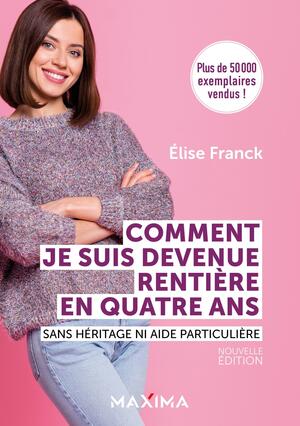 Plus de 50 000
exemplaires
vendus !
Élise Franck
COMMENT
JE SUIS DEVENUE
RENTIÈRE
EN QUATRE ANS
SANS HÉRITAGE NI AIDE PARTICULIÈRE
NOUVELLE
ÉDITION
MAXIMA